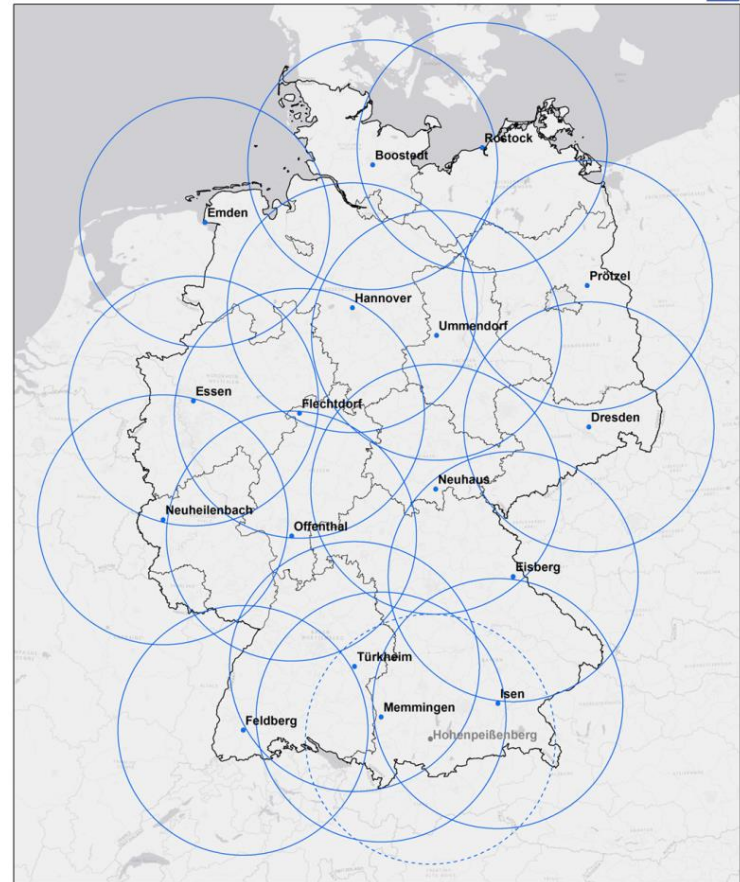 Rostock
Boostedt
Emden
Prötzel
Hannover
Ummendorf
Essen
Flechtdorf
Dresden
Neuhaus
Neuheilenbach
Offenthal
Eisberg
Türkheim
Isen
Memmingen
Feldberg
Hohenpeißenberg